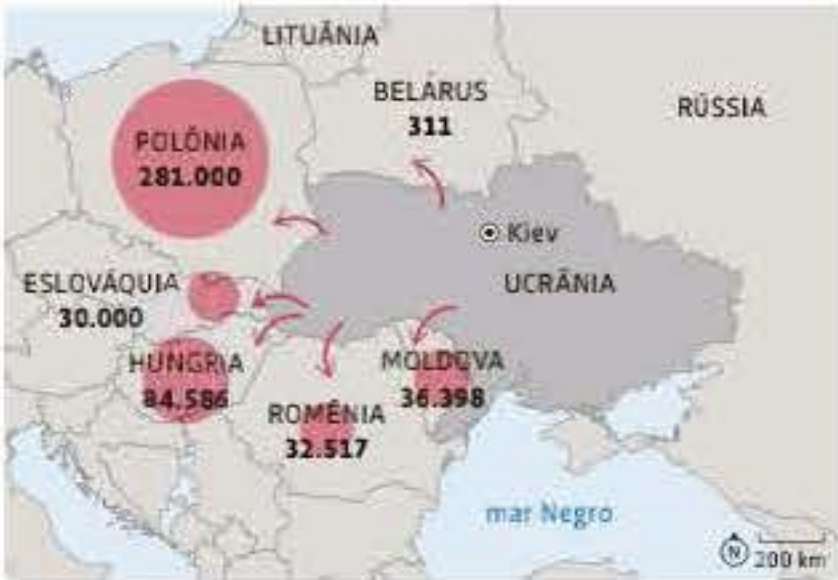 LITUÂNIA
BELARUS
311
RÚSSIA
POLÔNIA
281.000
Kiev
ESLOVÁQUIA
30.000
UCRÂNIA
HUNGRIA
84.586
MOLDOVA
36.398
ROMÊNIA
32.517
mar Negro
N
200 km